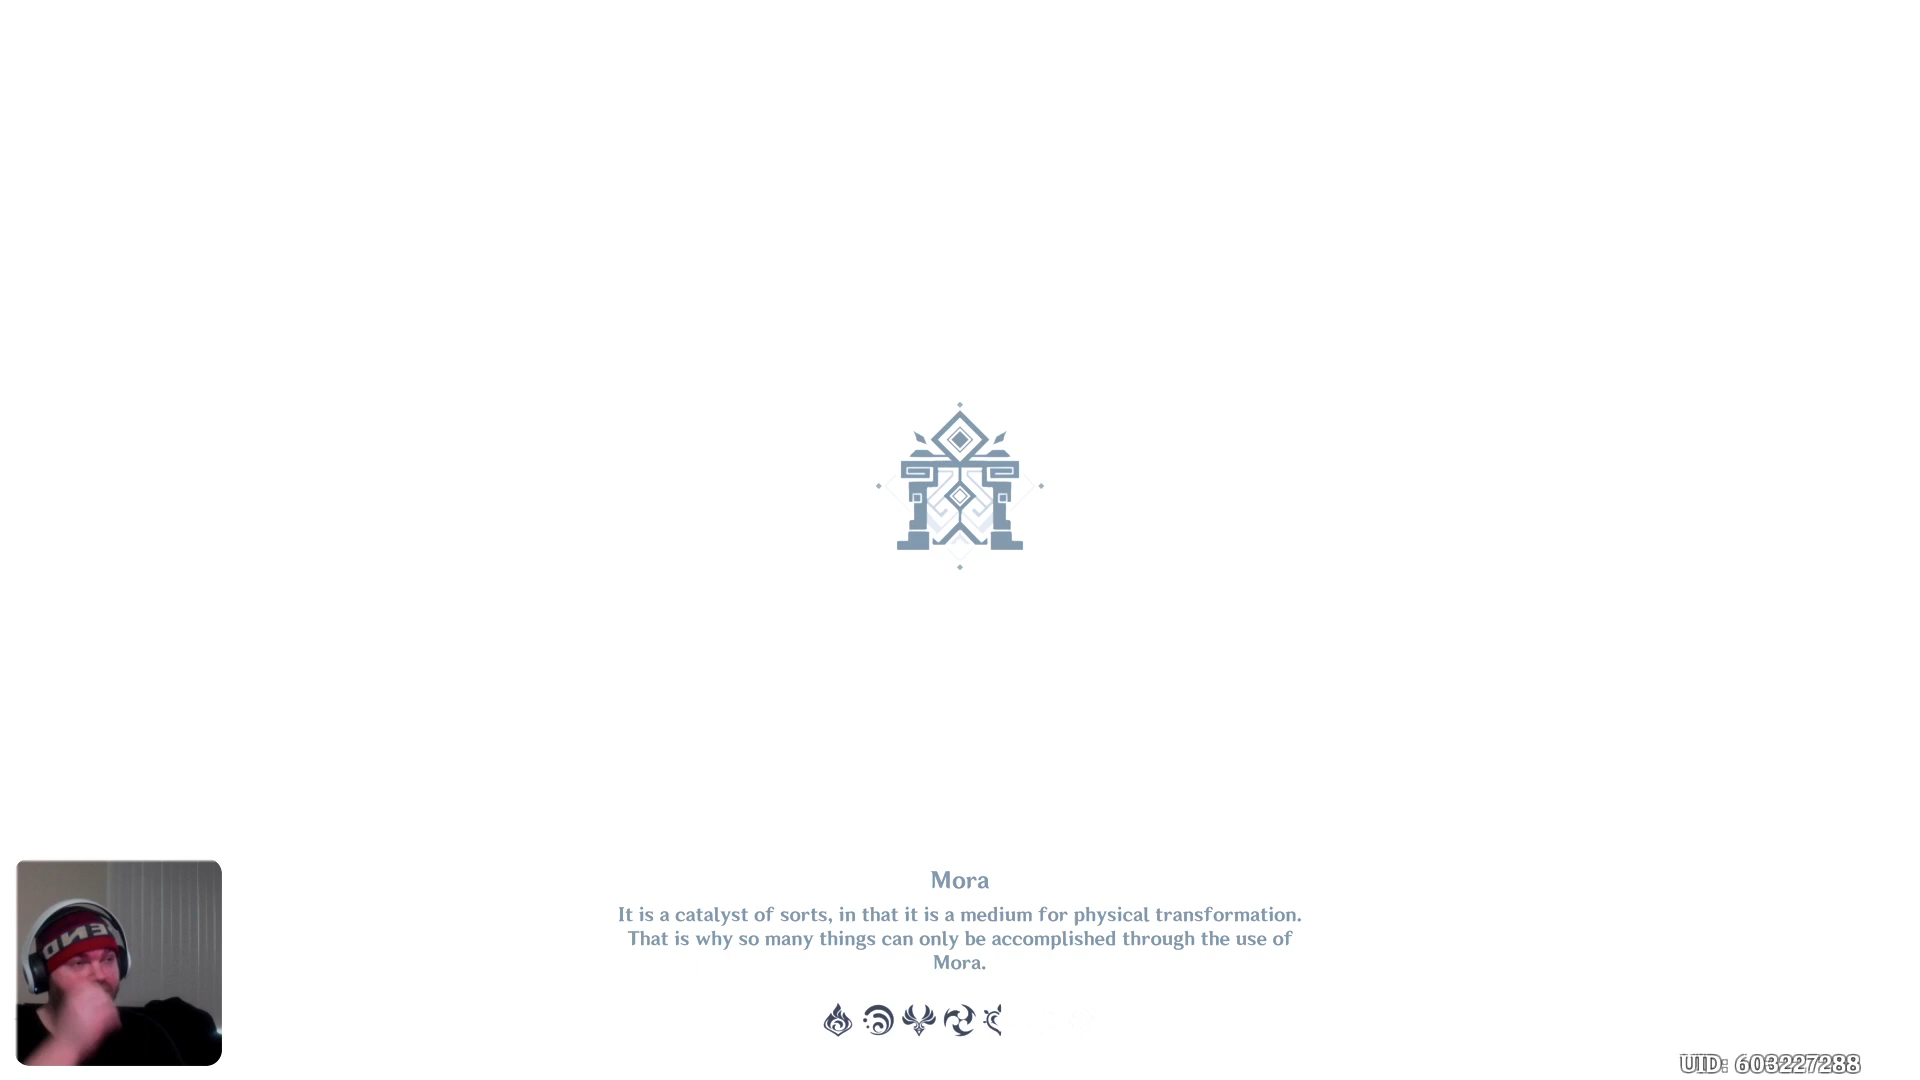 Mora
It is a catalyst of sorts, in that it is a medium for physical transformation.
That is why so many things can only be accomplished through the use of
Mora.
UID: 603227288